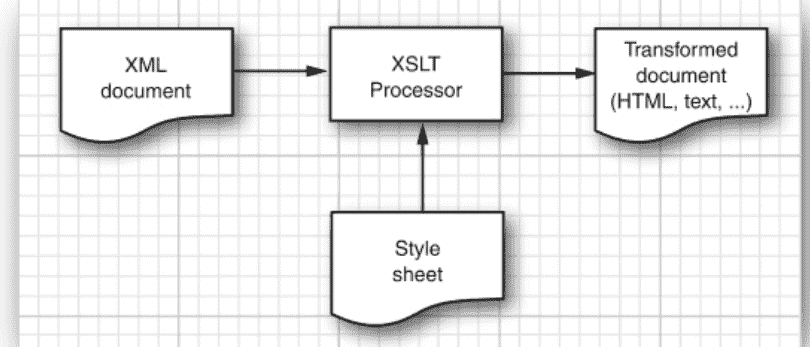 XML
document
XSLT
Processor
Transformed
document
(HTML, text, ...)
Style
sheet